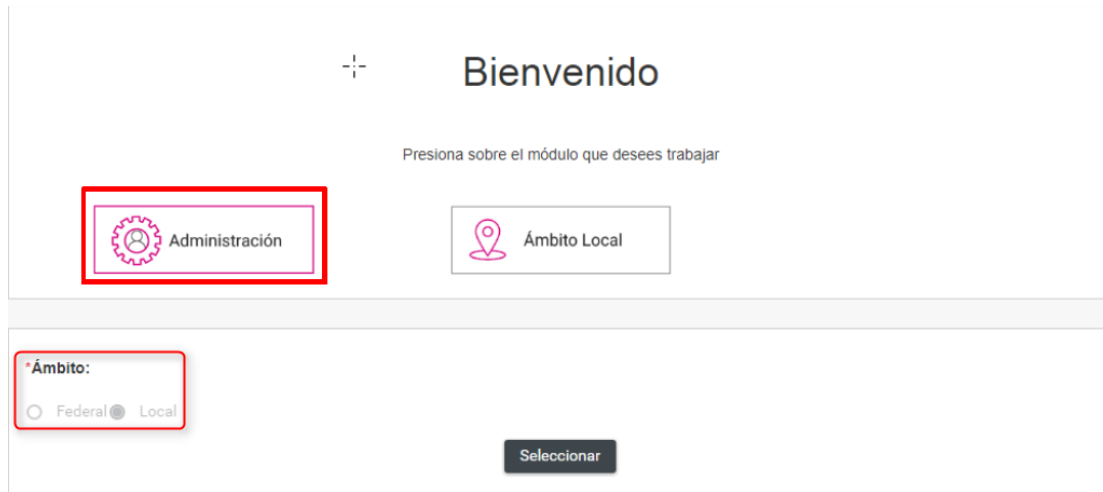 Bienvenido
Presiona sobre el módulo que desees trabajar
Administración
Ámbito Local
*Ámbito:
Federal Local
Seleccionar